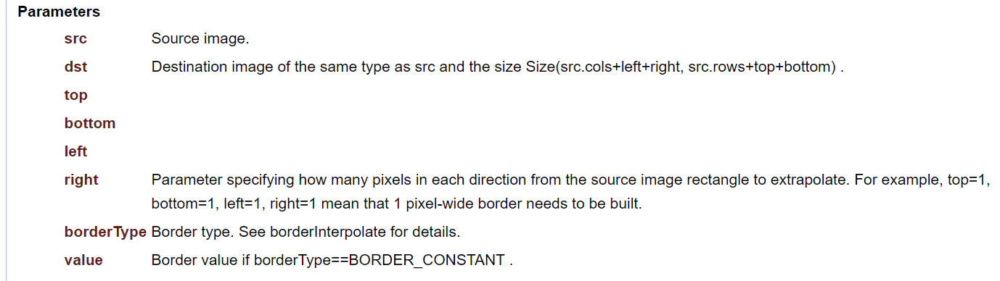 Parameters
src Source image.
dst Destination image of the same type as src and the size Size(src.cols+left+right, src.rows+top+bottom) .
top
bottom
left
right Parameter specifying how many pixels in each direction from the source image rectangle to extrapolate. For example, top=1,
bottom=1, left=1, right=1 mean that 1 pixel-wide border needs to be built.
borderType Border type. See borderInterpolate for details.
value Border value if borderType==BORDER_CONSTANT .